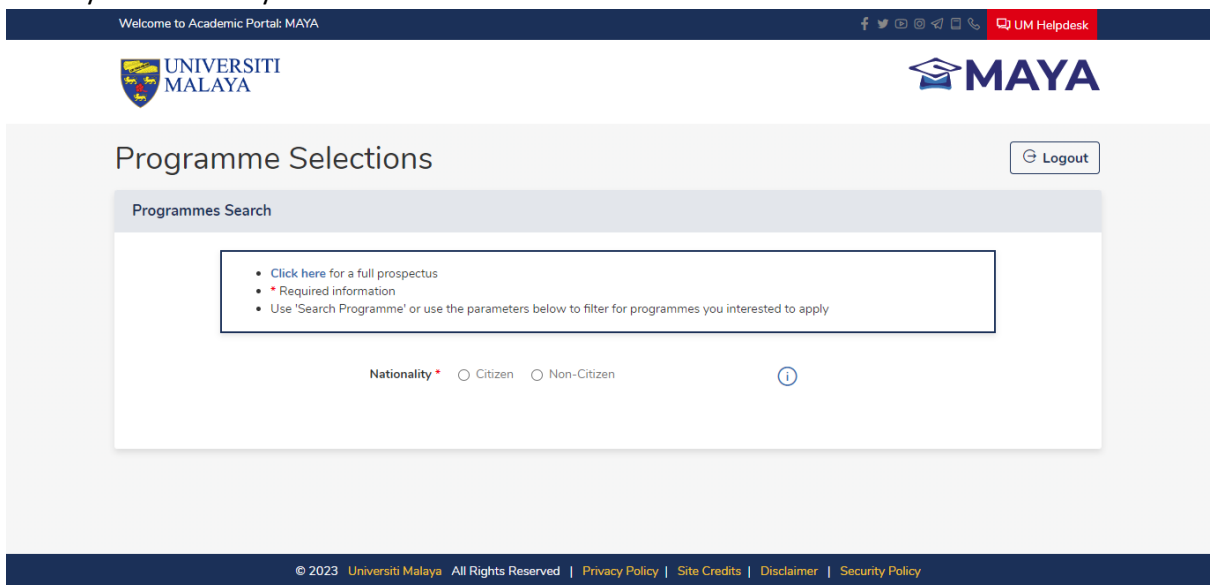 Welcome to Academic Portal: MAYA
UM Helpdesk
UNIVERSITI
MALAYA
MAYA
Programme Selections
Logout
Programmes Search
Click here for a full prospectus
* Required information
Use 'Search Programme' or use the parameters below to filter for programmes you interested to apply
Nationality * Citizen Non-Citizen
© 2023 Universiti Malaya All Rights Reserved | Privacy Policy | Site Credits | Disclaimer | Security Policy